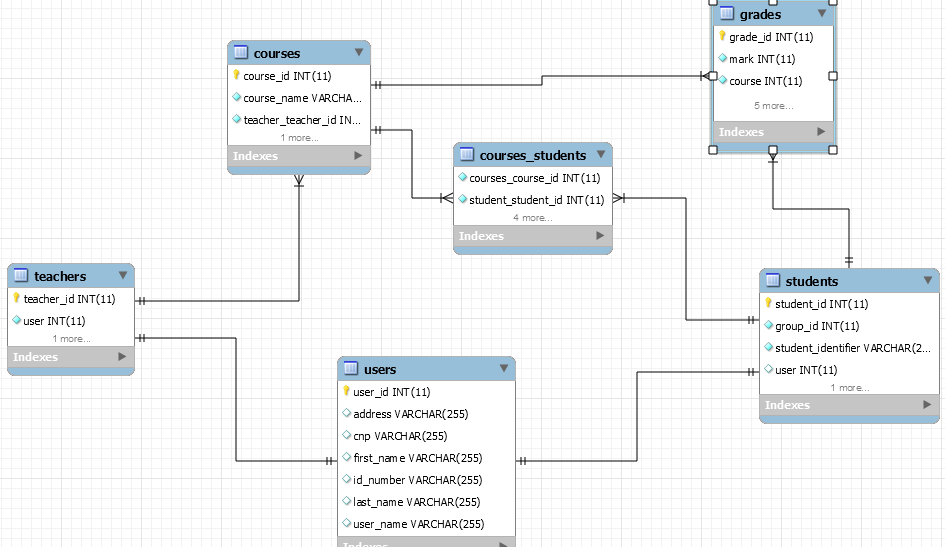 grades
grade_id INT(11)
mark INT(11)
course INT(11)
5 more...
Indexes
courses
course_id INT(11)
course_name VARCHA...
teacher_teacher_id IN...
1 more...
Indexes
courses_students
courses_course_id INT(11)
student_student_id INT(11)
4 more...
Indexes
teachers
teacher_id INT(11)
user INT(11)
1 more...
Indexes
students
student_id INT(11)
group_id INT(11)
student_identifier VARCHAR(2...
user INT(11)
1 more...
Indexes
users
user_id INT(11)
address VARCHAR(255)
cnp VARCHAR(255)
first_name VARCHAR(255)
id_number VARCHAR(255)
last_name VARCHAR(255)
user_name VARCHAR(255)
Indexes